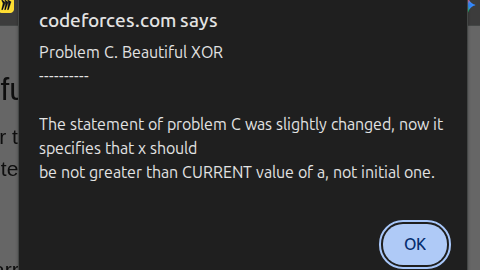 codeforces.com says
Problem C. Beautiful XOR
----------
The statement of problem C was slightly changed, now it
specifies that x should
be not greater than CURRENT value of a, not initial one.
OK